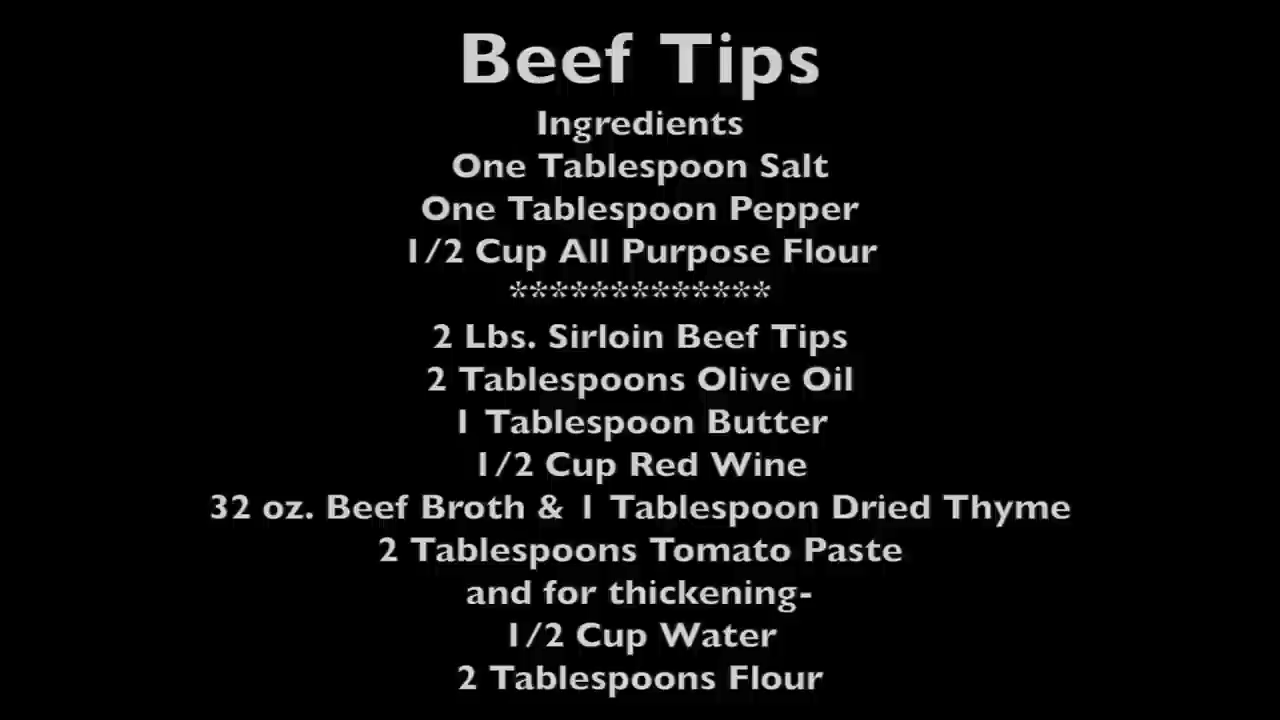 Beef Tips
Ingredients
One Tablespoon Salt
One Tablespoon Pepper
1/2 Cup All Purpose Flour
*************
2 Lbs. Sirloin Beef Tips
2 Tablespoons Olive Oil
1 Tablespoon Butter
1/2 Cup Red Wine
32 oz. Beef Broth & 1 Tablespoon Dried Thyme
2 Tablespoons Tomato Paste
and for thickening-
1/2 Cup Water
2 Tablespoons Flour